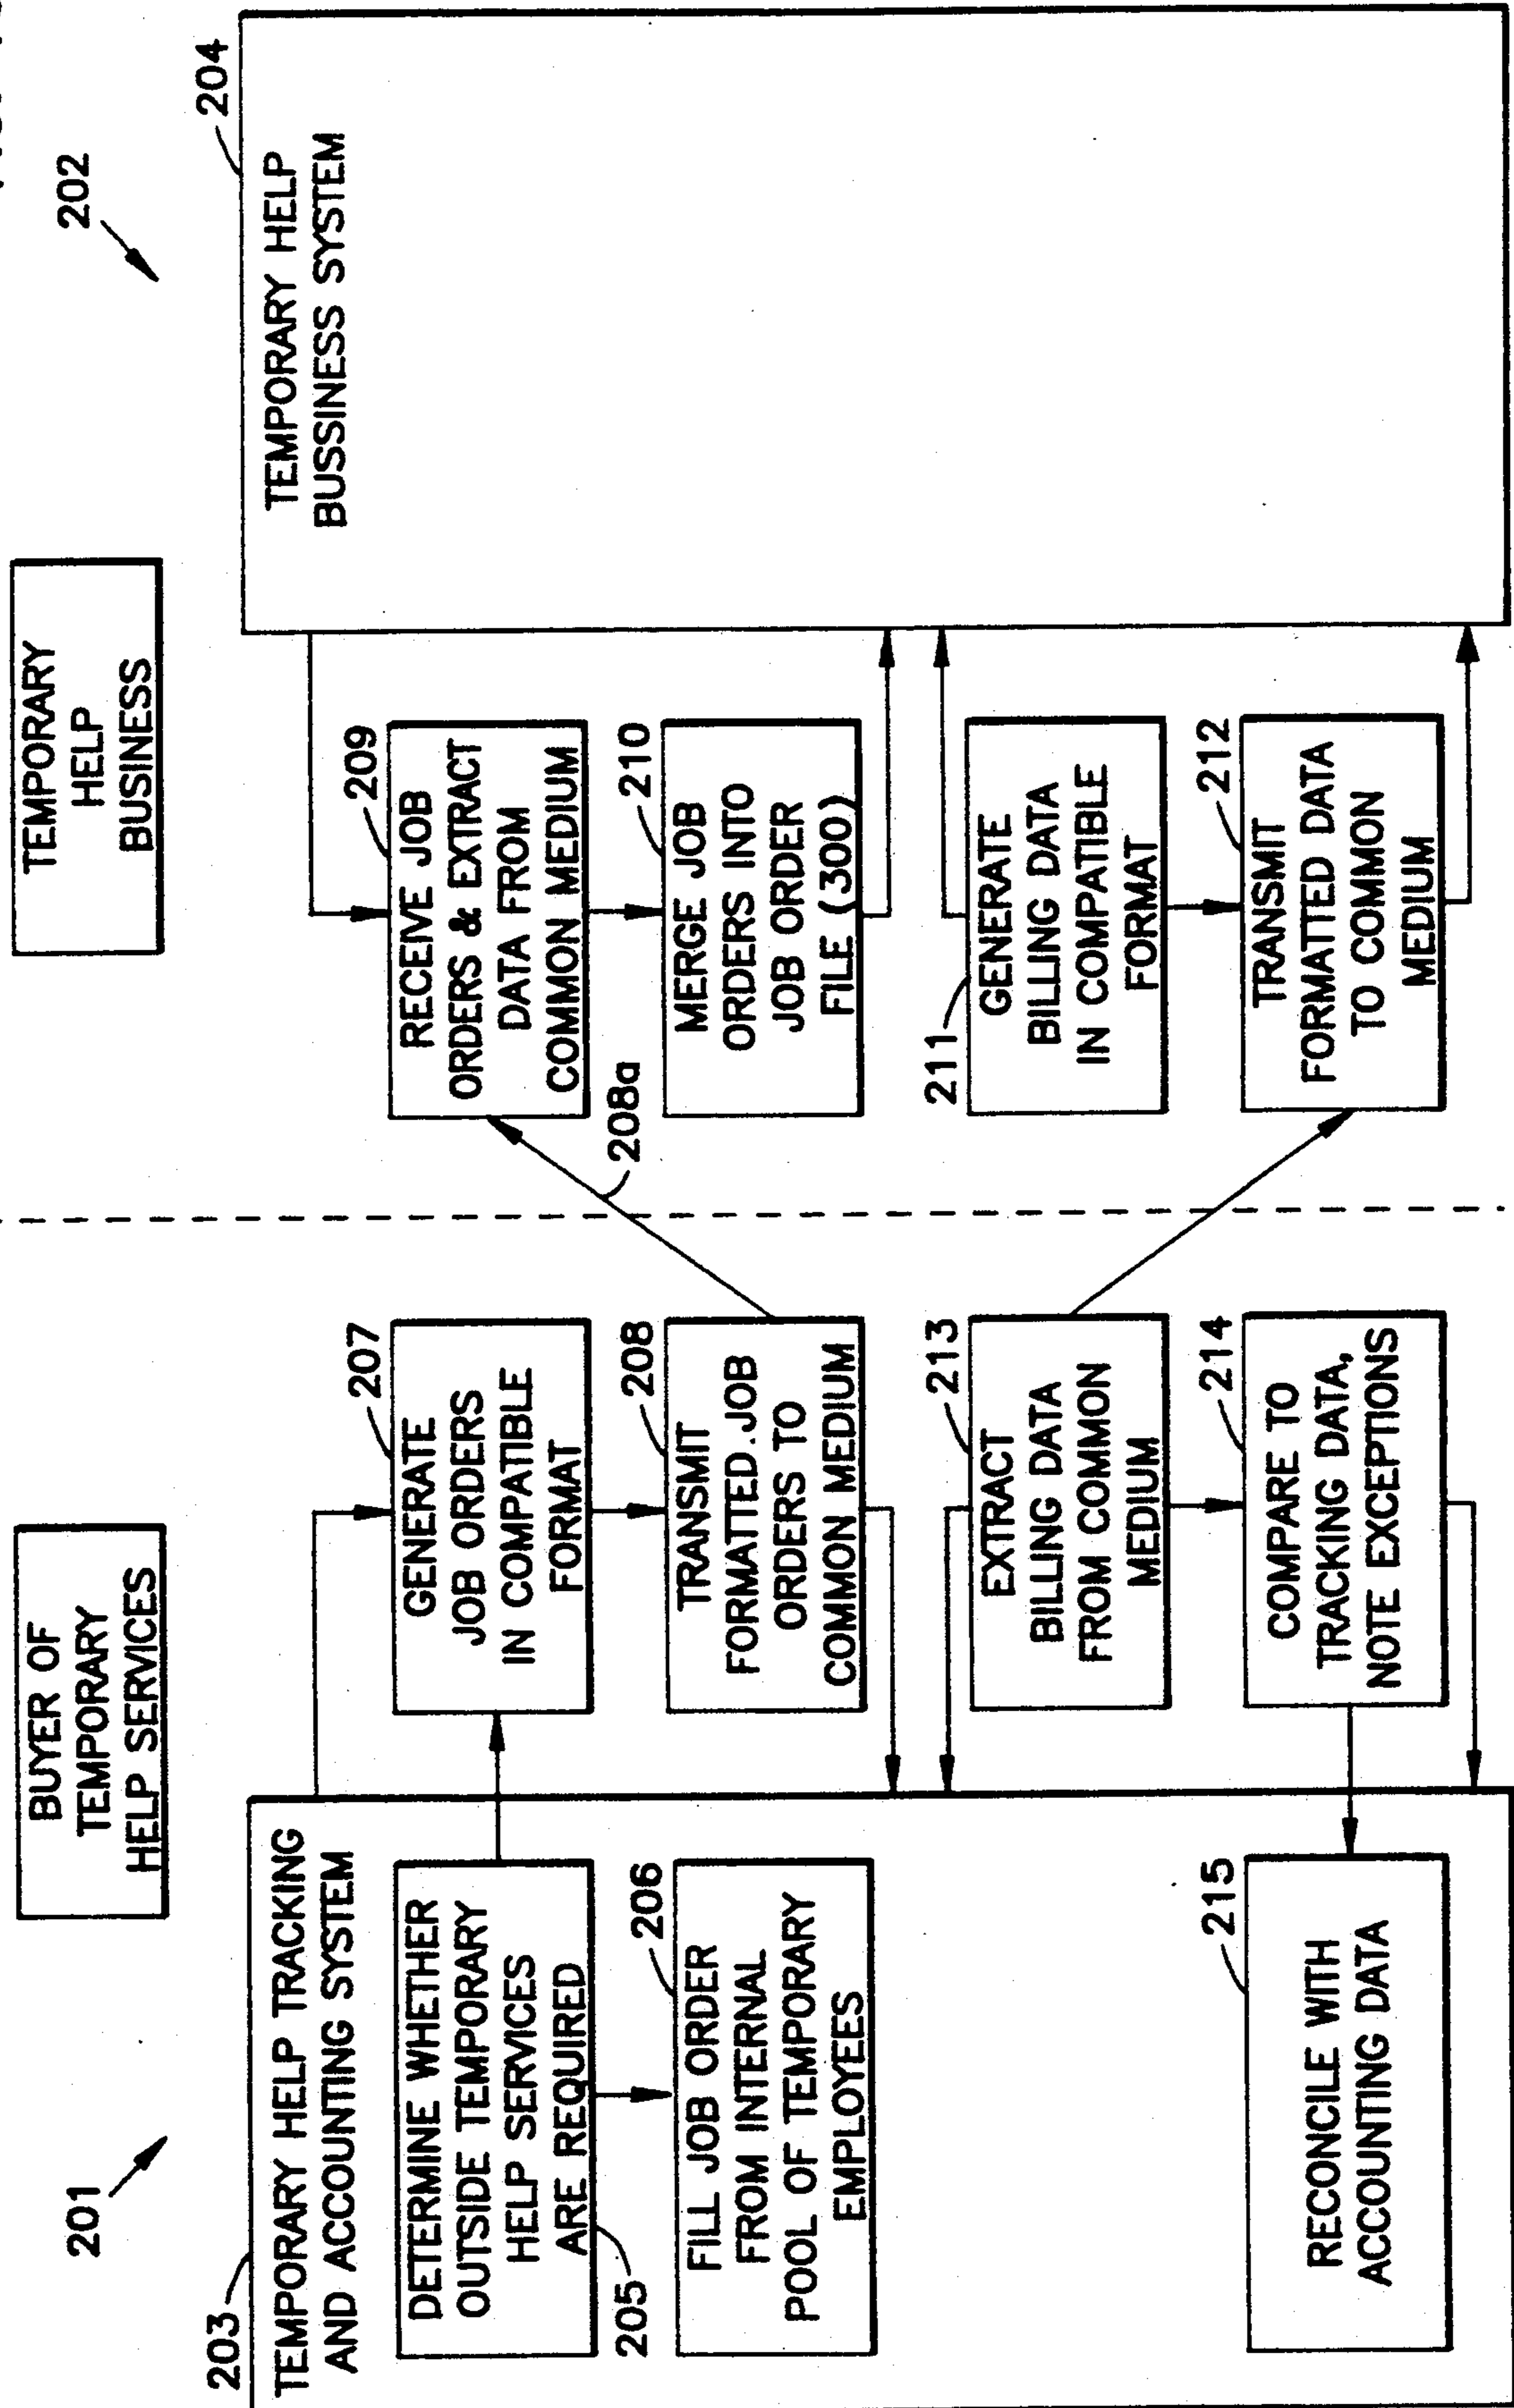 BUYER OF
TEMPORARY
HELP SERVICES
TEMPORARY
HELP
BUSINESS
201
202
203
TEMPORARY HELP TRACKING
AND ACCOUNTING SYSTEM
DETERMINE WHETHER
OUTSIDE TEMPORARY
HELP SERVICES
ARE REQUIRED
205
206
FILL JOB ORDER
FROM INTERNAL
POOL OF TEMPORARY
EMPLOYEES
215
RECONCILE WITH
ACCOUNTING DATA
207
GENERATE
JOB ORDERS
IN COMPATIBLE
FORMAT
208
TRANSMIT
FORMATTED.JOB
ORDERS TO
COMMON MEDIUM
213
EXTRACT
BILLING DATA
FROM COMMON
MEDIUM
214
COMPARE TO
TRACKING DATA,
NOTE EXCEPTIONS
208a
209
RECEIVE JOB
ORDERS & EXTRACT
DATA FROM
COMMON MEDIUM
210
MERGE JOB
ORDERS INTO
JOB ORDER
FILE (300)
211
GENERATE
BILLING DATA
IN COMPATIBLE
FORMAT
212
TRANSMIT
FORMATTED DATA
TO COMMON
MEDIUM
204
TEMPORARY HELP
BUSSINESS SYSTEM